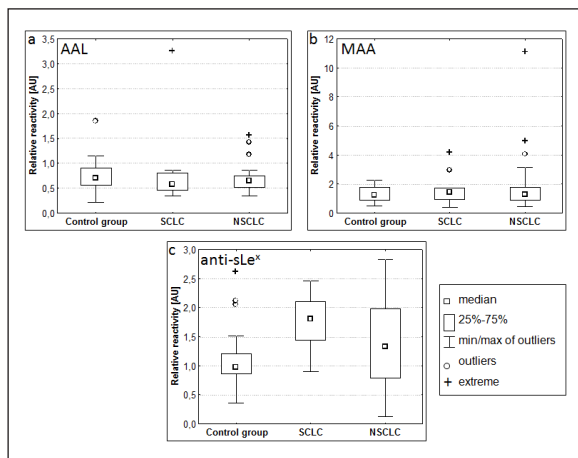 a AAL
3,5
3,0
2,5
2,0
1,5
1,0
0,5
0,0
Relative reactivity [AU]
Control group SCLC NSCLC
b MAA
12
10
8
6
4
2
0
Relative reactivity [AU]
Control group SCLC NSCLC
c anti-sLeˣ
3,0
2,5
2,0
1,5
1,0
0,5
0,0
Relative reactivity [AU]
Control group SCLC NSCLC
median
25%-75%
min/max of outliers
outliers
extreme